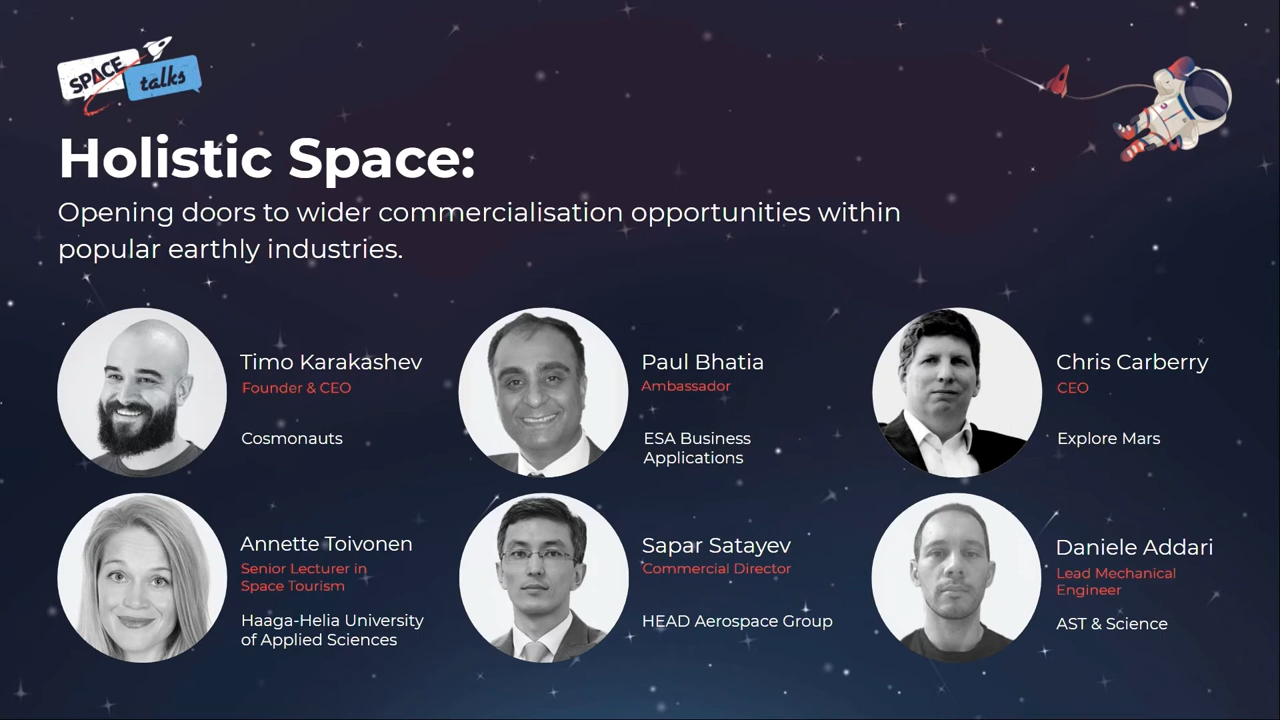 SPACE
talks
Holistic Space:
Opening doors to wider commercialisation opportunities within
popular earthly industries.
Timo Karakashev
Founder & CEO
Cosmonauts
Paul Bhatia
Ambassador
ESA Business
Applications
Chris Carberry
CEO
Explore Mars
Annette Toivonen
Senior Lecturer in
Space Tourism
Haaga-Helia University
of Applied Sciences
Sapar Satayev
Commercial Director
HEAD Aerospace Group
Daniele Addari
Lead Mechanical
Engineer
AST & Science